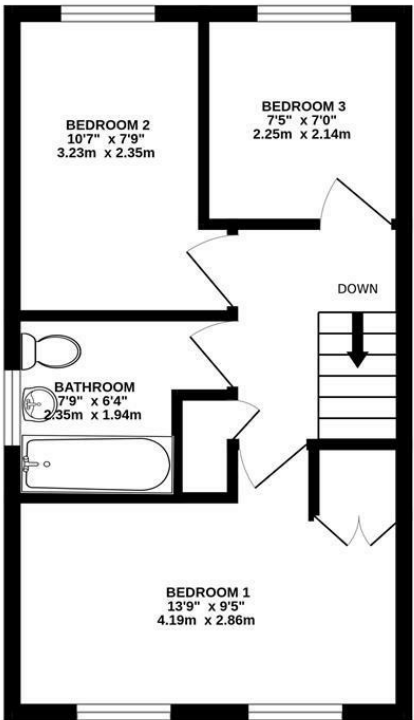 BEDROOM 2
10'7" x 7'9"
3.23m x 2.35m
BEDROOM 3
7'5" x 7'0"
2.25m x 2.14m
DOWN
BATHROOM
7'9" x 6'4"
2.35m x 1.94m
BEDROOM 1
13'9" x 9'5"
4.19m x 2.86m